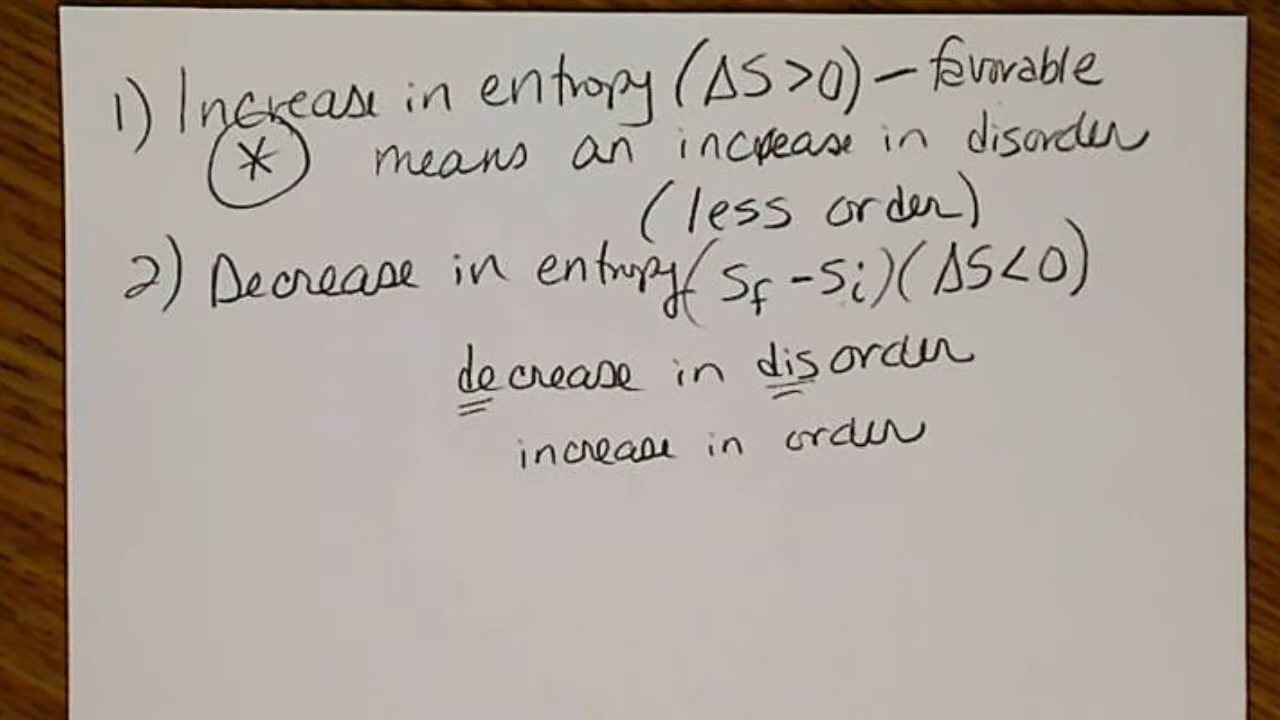 1) Increase in entropy (ΔS>0) – favorable
* means an increase in disorder
(less order)
2) Decrease in entropy (Sf - Si) (ΔS<0)
decrease in disorder
increase in order